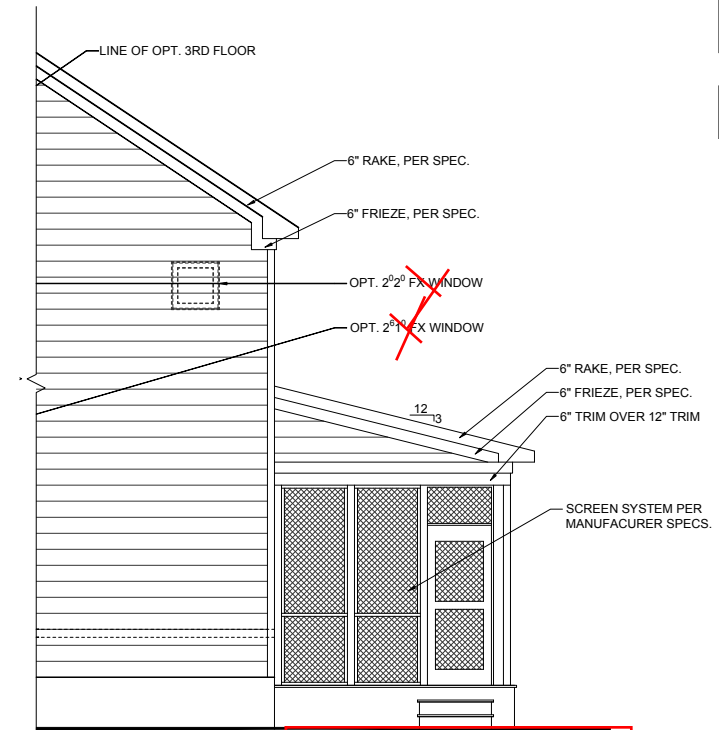 LINE OF OPT. 3RD FLOOR
6" RAKE, PER SPEC.
6" FRIEZE, PER SPEC.
OPT. 2⁰2⁰ FX WINDOW
OPT. 2⁶1⁰ FX WINDOW
6" RAKE, PER SPEC.
6" FRIEZE, PER SPEC.
12
3
6" TRIM OVER 12" TRIM
SCREEN SYSTEM PER
MANUFACURER SPECS.